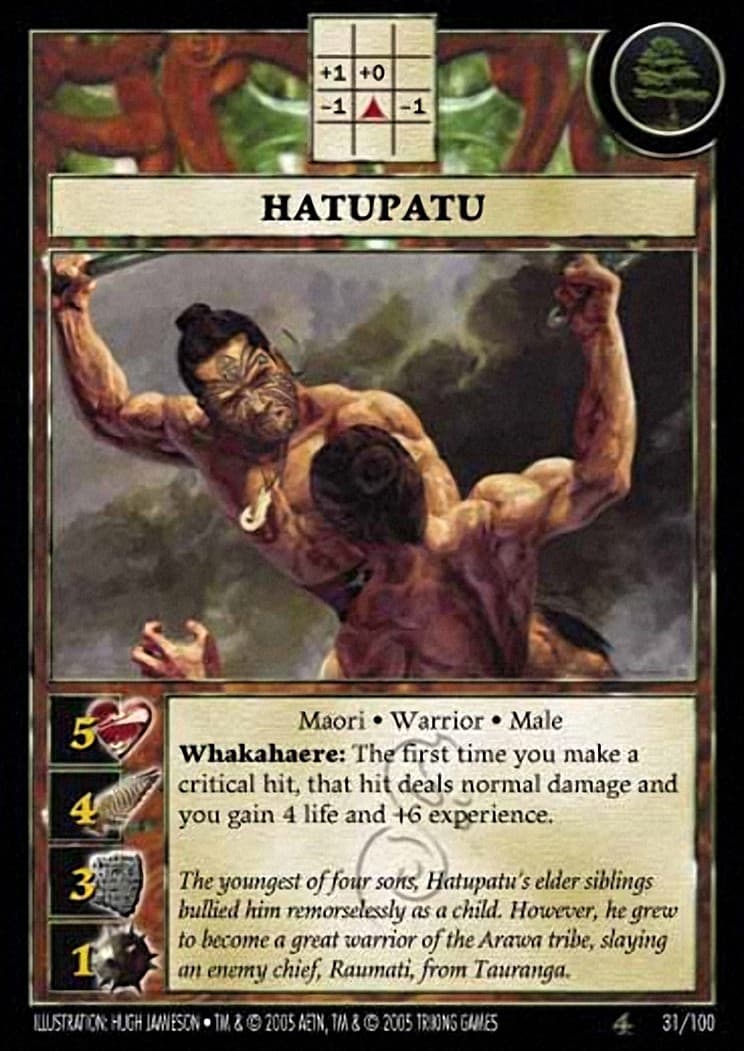 +1 +0
-1 -1
HATUPATU
5
4
3
1
Maori • Warrior • Male
Whakahaere: The first time you make a
critical hit, that hit deals normal damage and
you gain 4 life and +6 experience.
The youngest of four sons, Hatupatu's elder siblings
bullied him remorselessly as a child. However, he grew
to become a great warrior of the Arawa tribe, slaying
an enemy chief, Raumati, from Tauranga.
ILLUSTRATION: HUGH JAMIESON • TM & © 2005 AETN, TM & © 2005 TRIKING GAMES 4 31/100